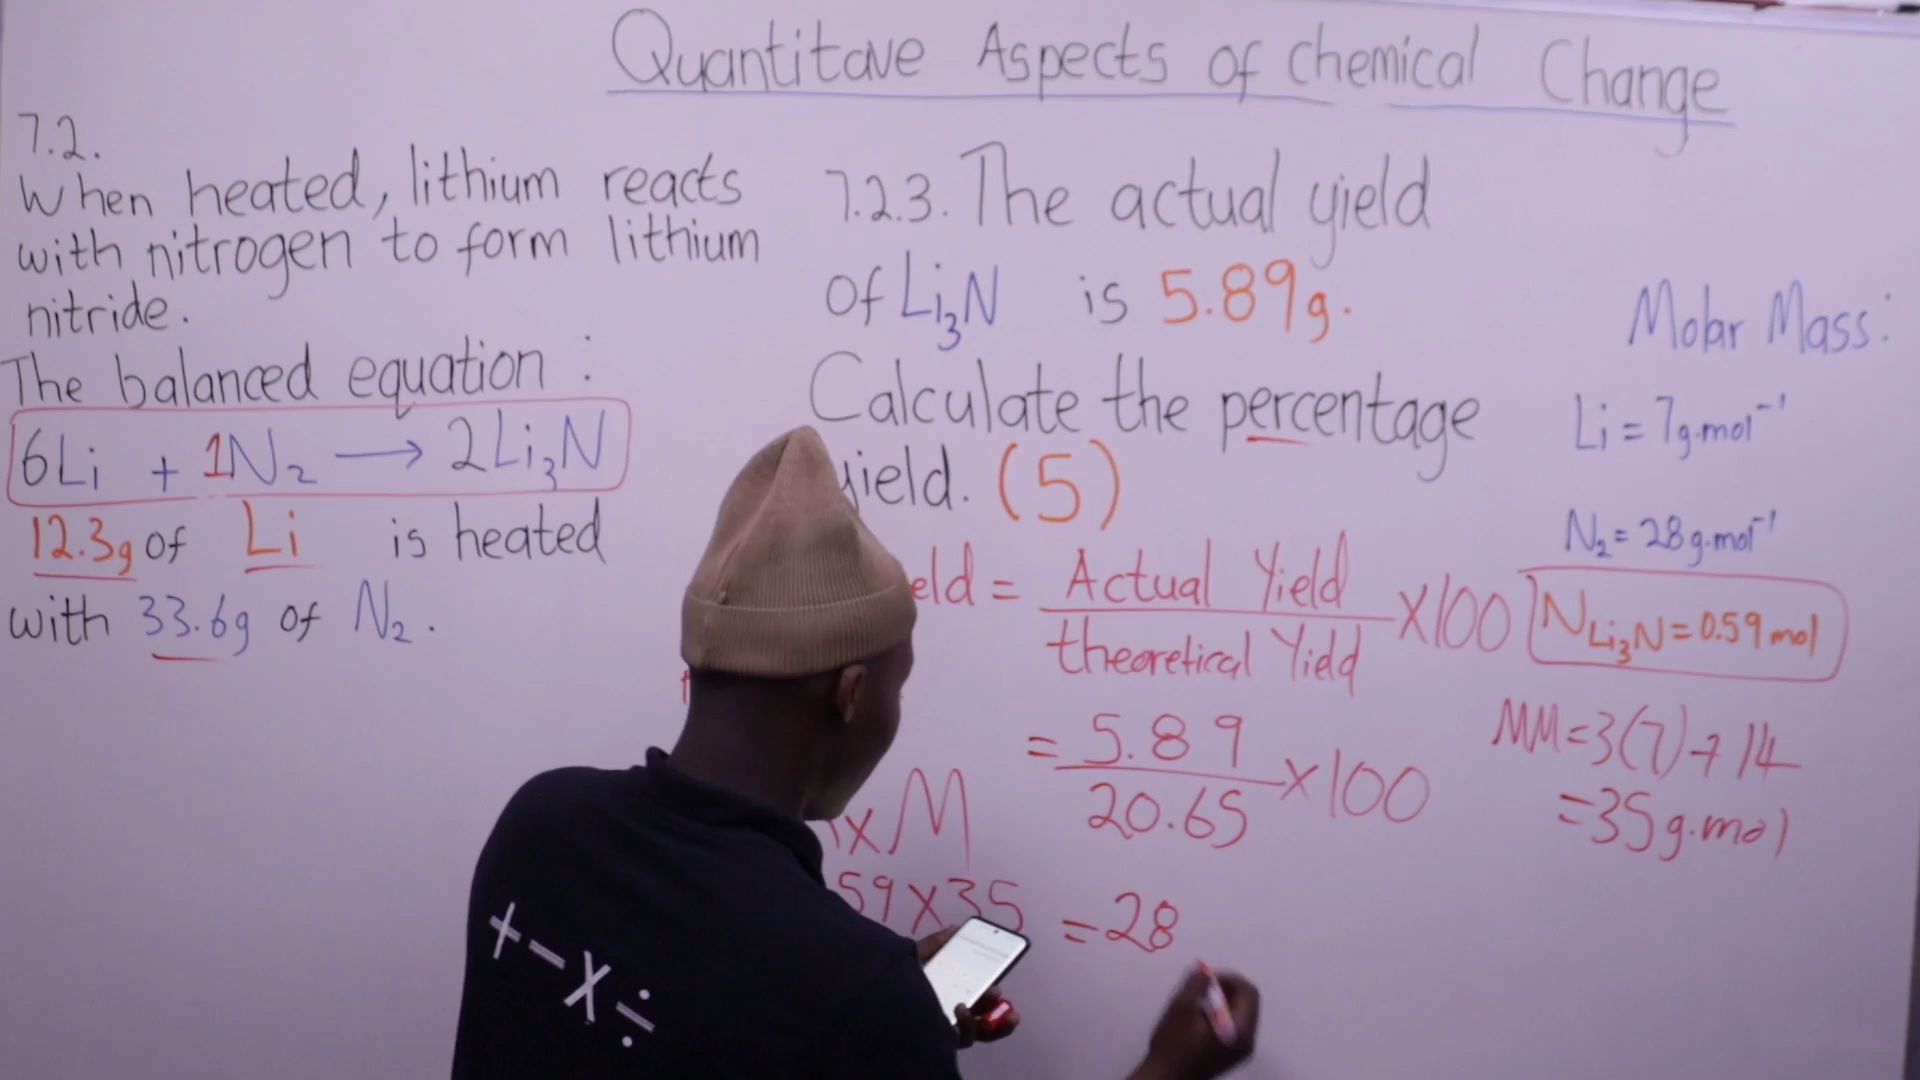 Quantitave Aspects of chemical Change
7.2.
When heated, lithium reacts
with nitrogen to form lithium
nitride.
The balanced equation :
6Li + 1N₂ → 2Li₃N
12.3g of Li is heated
with 33.6g of N₂.
7.2.3. The actual yield
of Li₃N is 5.89g.
Calculate the percentage
yield. (5)
eld = Actual Yield
theoretical Yield
X100
= 5.89
20.65
X100
xM
59X35
=28
Molar Mass:
Li = 7g.mol⁻¹
N₂ = 28g.mol⁻¹
NLi₃N = 0.59mol
MM=3(7)+14
=35g.mol
+-X÷